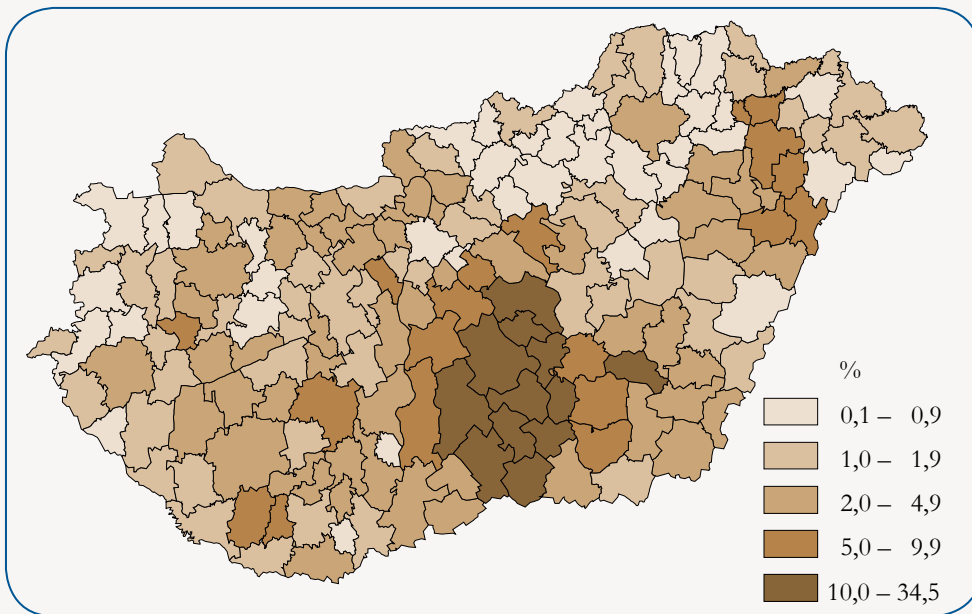 %
0,1 – 0,9
1,0 – 1,9
2,0 – 4,9
5,0 – 9,9
10,0 – 34,5